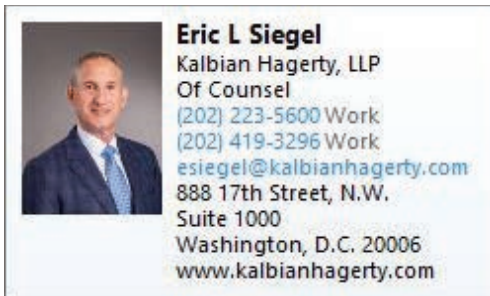 Eric L Siegel
Kalbian Hagerty, LLP
Of Counsel
(202) 223-5600 Work
(202) 419-3296 Work
esiegel@kalbianhagerty.com
888 17th Street, N.W.
Suite 1000
Washington, D.C. 20006
www.kalbianhagerty.com